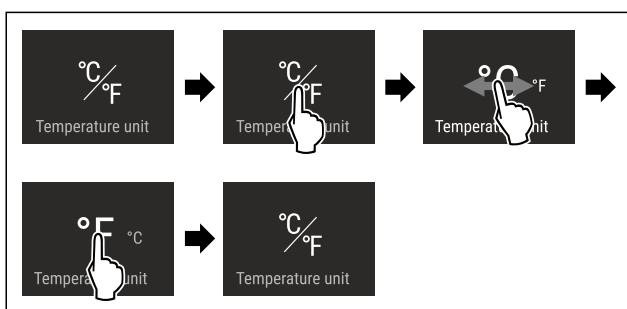 °C/°F
Temperature unit
°C/°F
Temper unit
°C °F
Temperat nit
°F °C
Tempera unit
°C/°F
Temperature unit